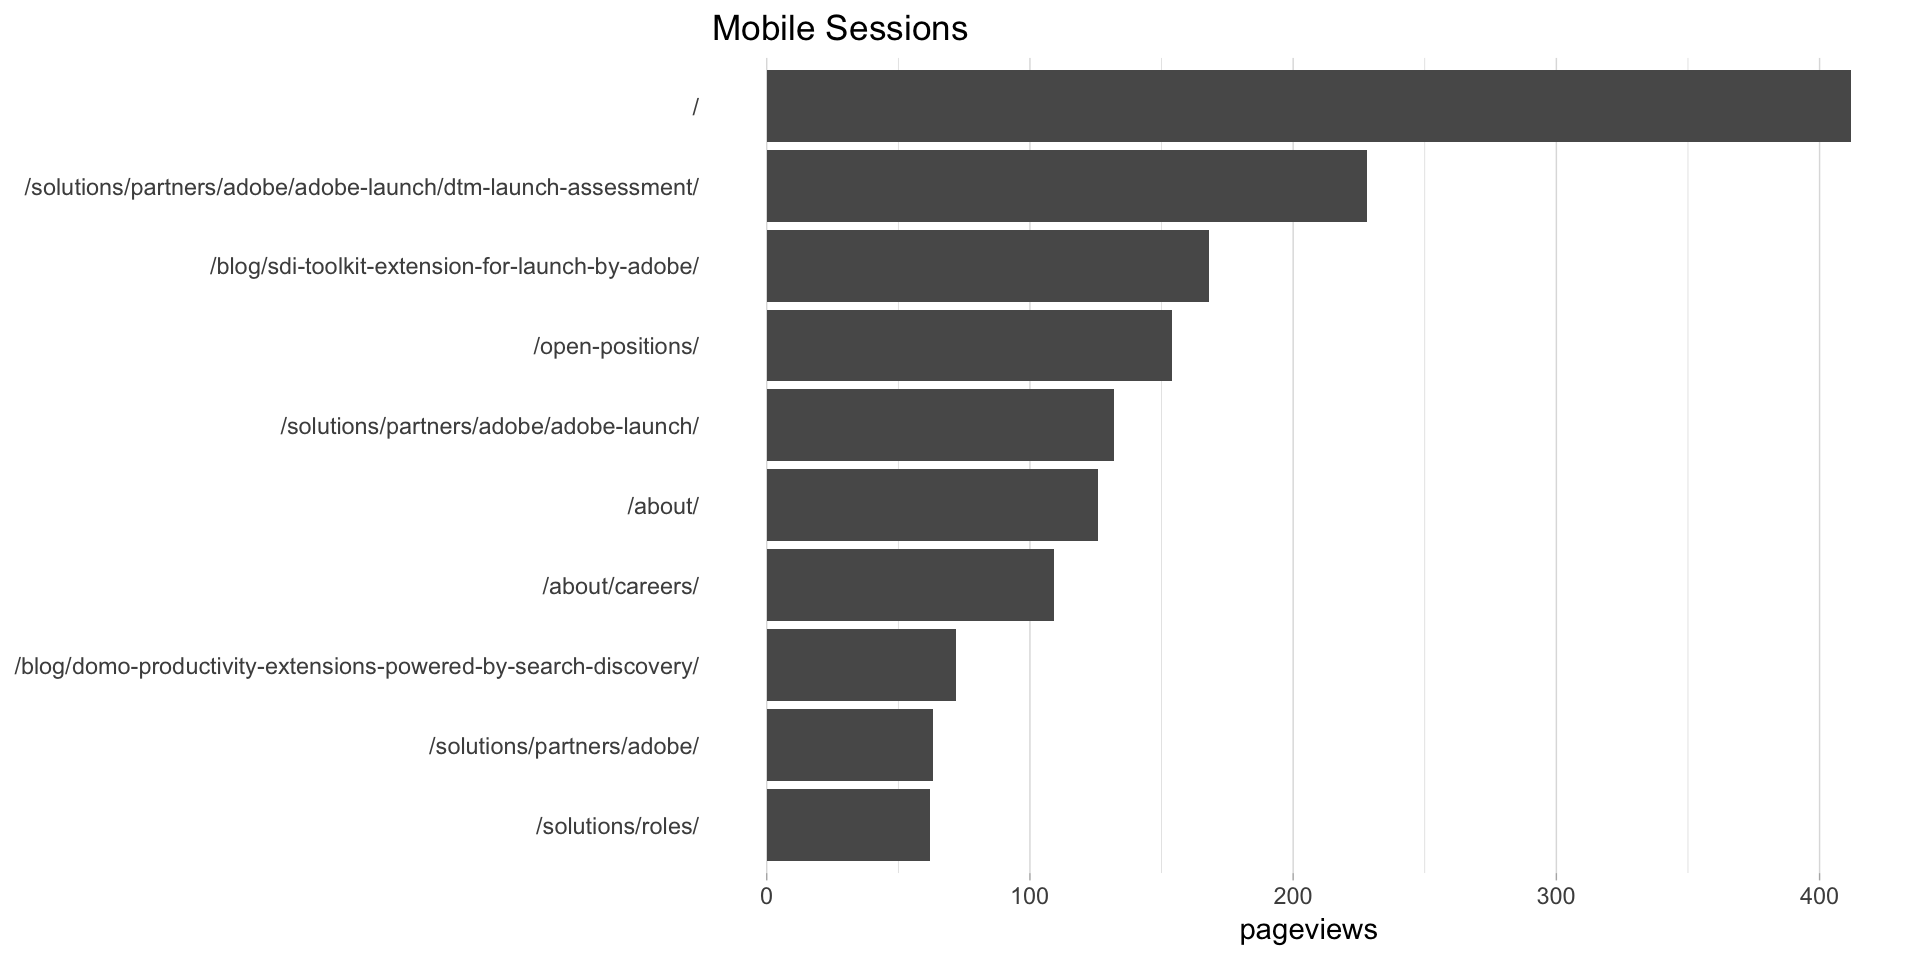 Mobile Sessions
/
/solutions/partners/adobe/adobe-launch/dtm-launch-assessment/
/blog/sdi-toolkit-extension-for-launch-by-adobe/
/open-positions/
/solutions/partners/adobe/adobe-launch/
/about/
/about/careers/
/blog/domo-productivity-extensions-powered-by-search-discovery/
/solutions/partners/adobe/
/solutions/roles/
0 100 200 300 400
pageviews